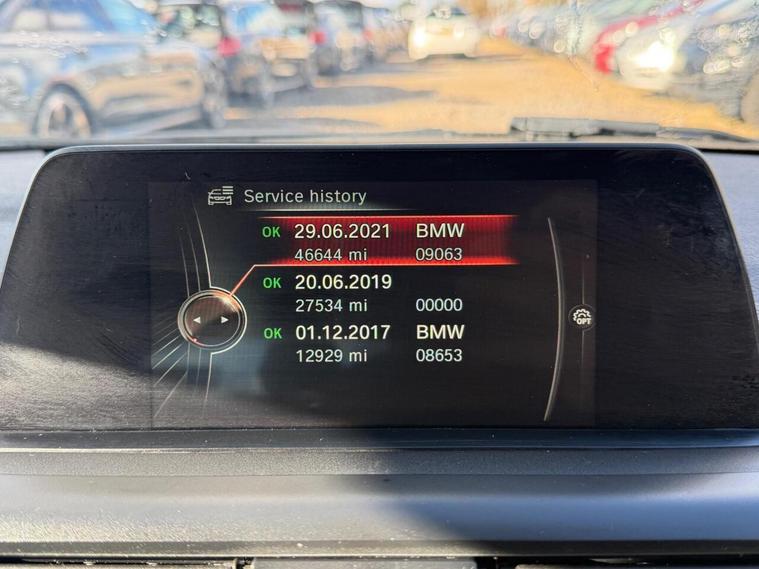 Service history
OK 29.06.2021 BMW
46644 mi 09063
OK 20.06.2019
27534 mi 00000
OK 01.12.2017 BMW
12929 mi 08653
OPT